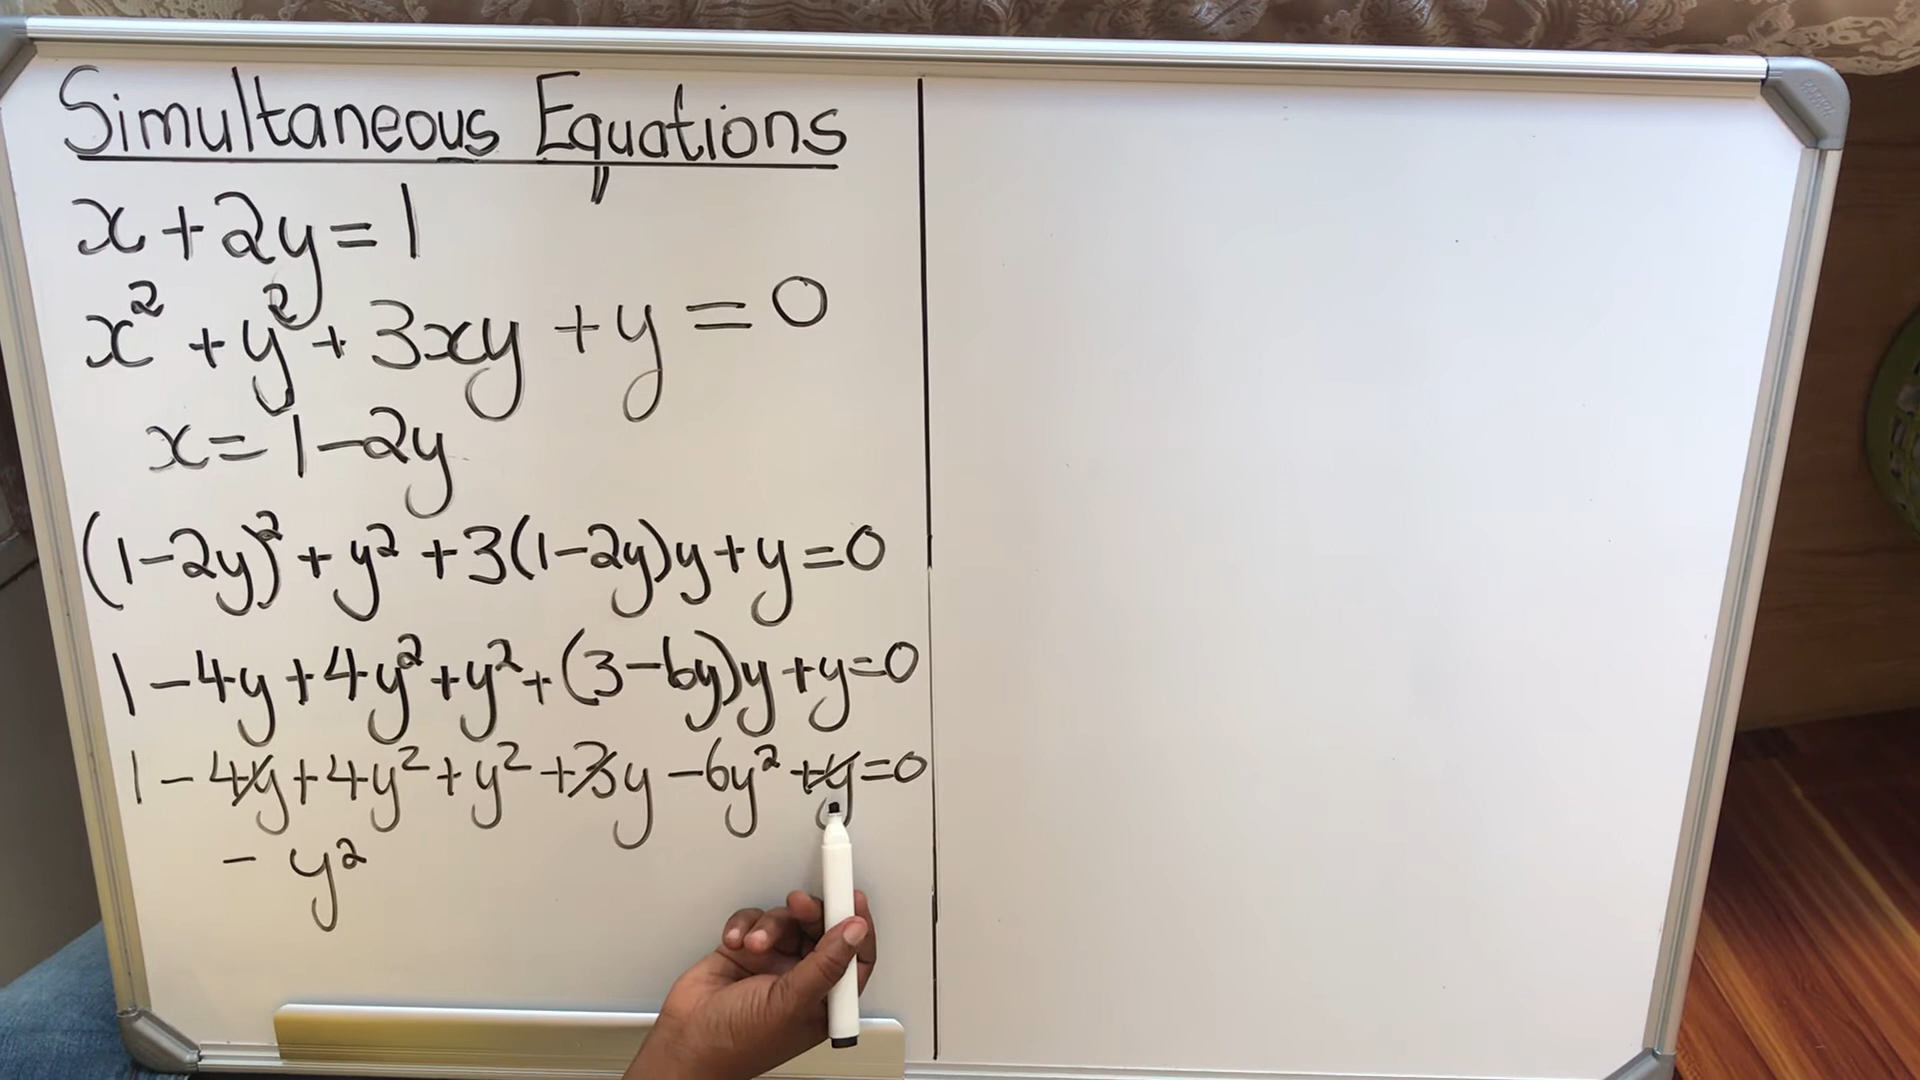 Simultaneous Equations
x+2y=1
x²+y²+3xy+y=0
x=1-2y
(1-2y)²+y²+3(1-2y)y+y=0
1-4y+4y²+y²+(3-6y)y+y=0
1-4y+4y²+y²+3y-6y²+y=0
-y²